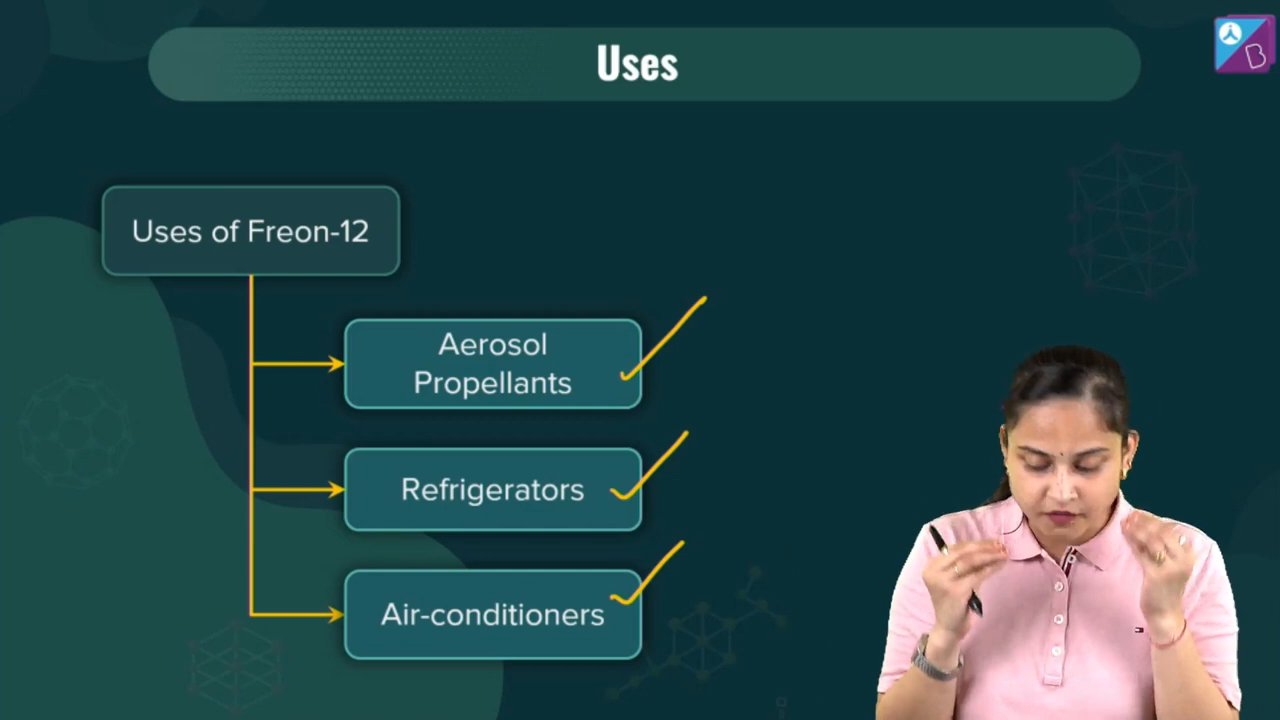 Uses
Uses of Freon-12
Aerosol
Propellants
Refrigerators
Air-conditioners
B